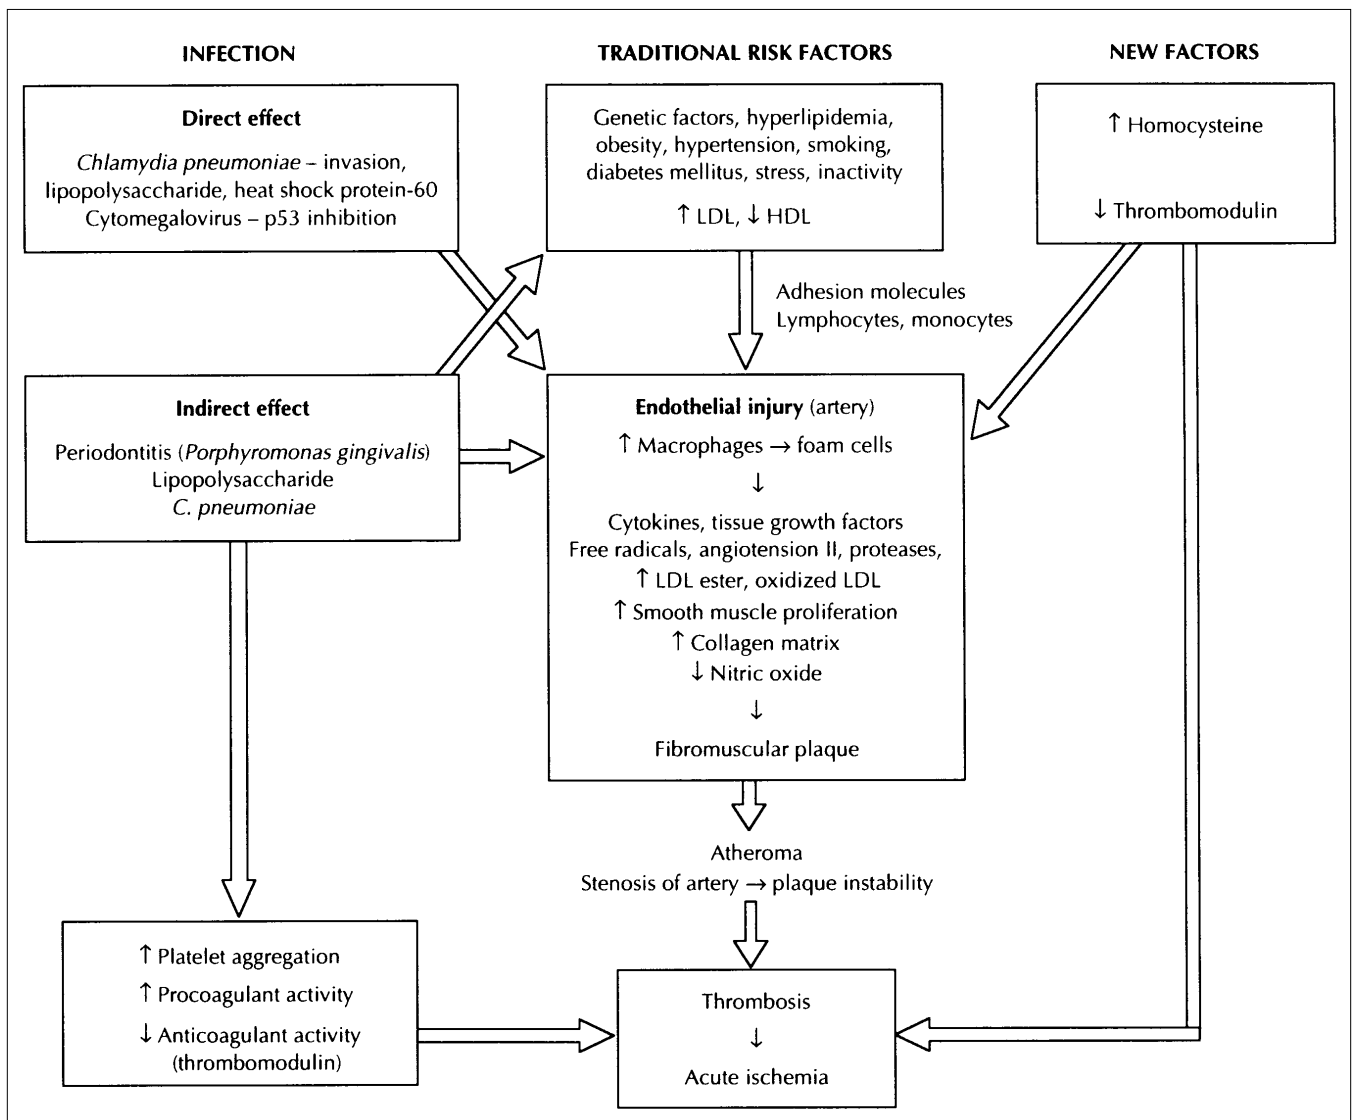 INFECTION
Direct effect
Chlamydia pneumoniae – invasion,
lipopolysaccharide, heat shock protein-60
Cytomegalovirus – p53 inhibition
Indirect effect
Periodontitis (Porphyromonas gingivalis)
Lipopolysaccharide
C. pneumoniae
↑ Platelet aggregation
↑ Procoagulant activity
↓ Anticoagulant activity
(thrombomodulin)
TRADITIONAL RISK FACTORS
Genetic factors, hyperlipidemia,
obesity, hypertension, smoking,
diabetes mellitus, stress, inactivity
↑ LDL, ↓ HDL
Adhesion molecules
Lymphocytes, monocytes
Endothelial injury (artery)
↑ Macrophages → foam cells
↓
Cytokines, tissue growth factors
Free radicals, angiotension II, proteases,
↑ LDL ester, oxidized LDL
↑ Smooth muscle proliferation
↑ Collagen matrix
↓ Nitric oxide
↓
Fibromuscular plaque
Atheroma
Stenosis of artery → plaque instability
Thrombosis
↓
Acute ischemia
NEW FACTORS
↑ Homocysteine
↓ Thrombomodulin